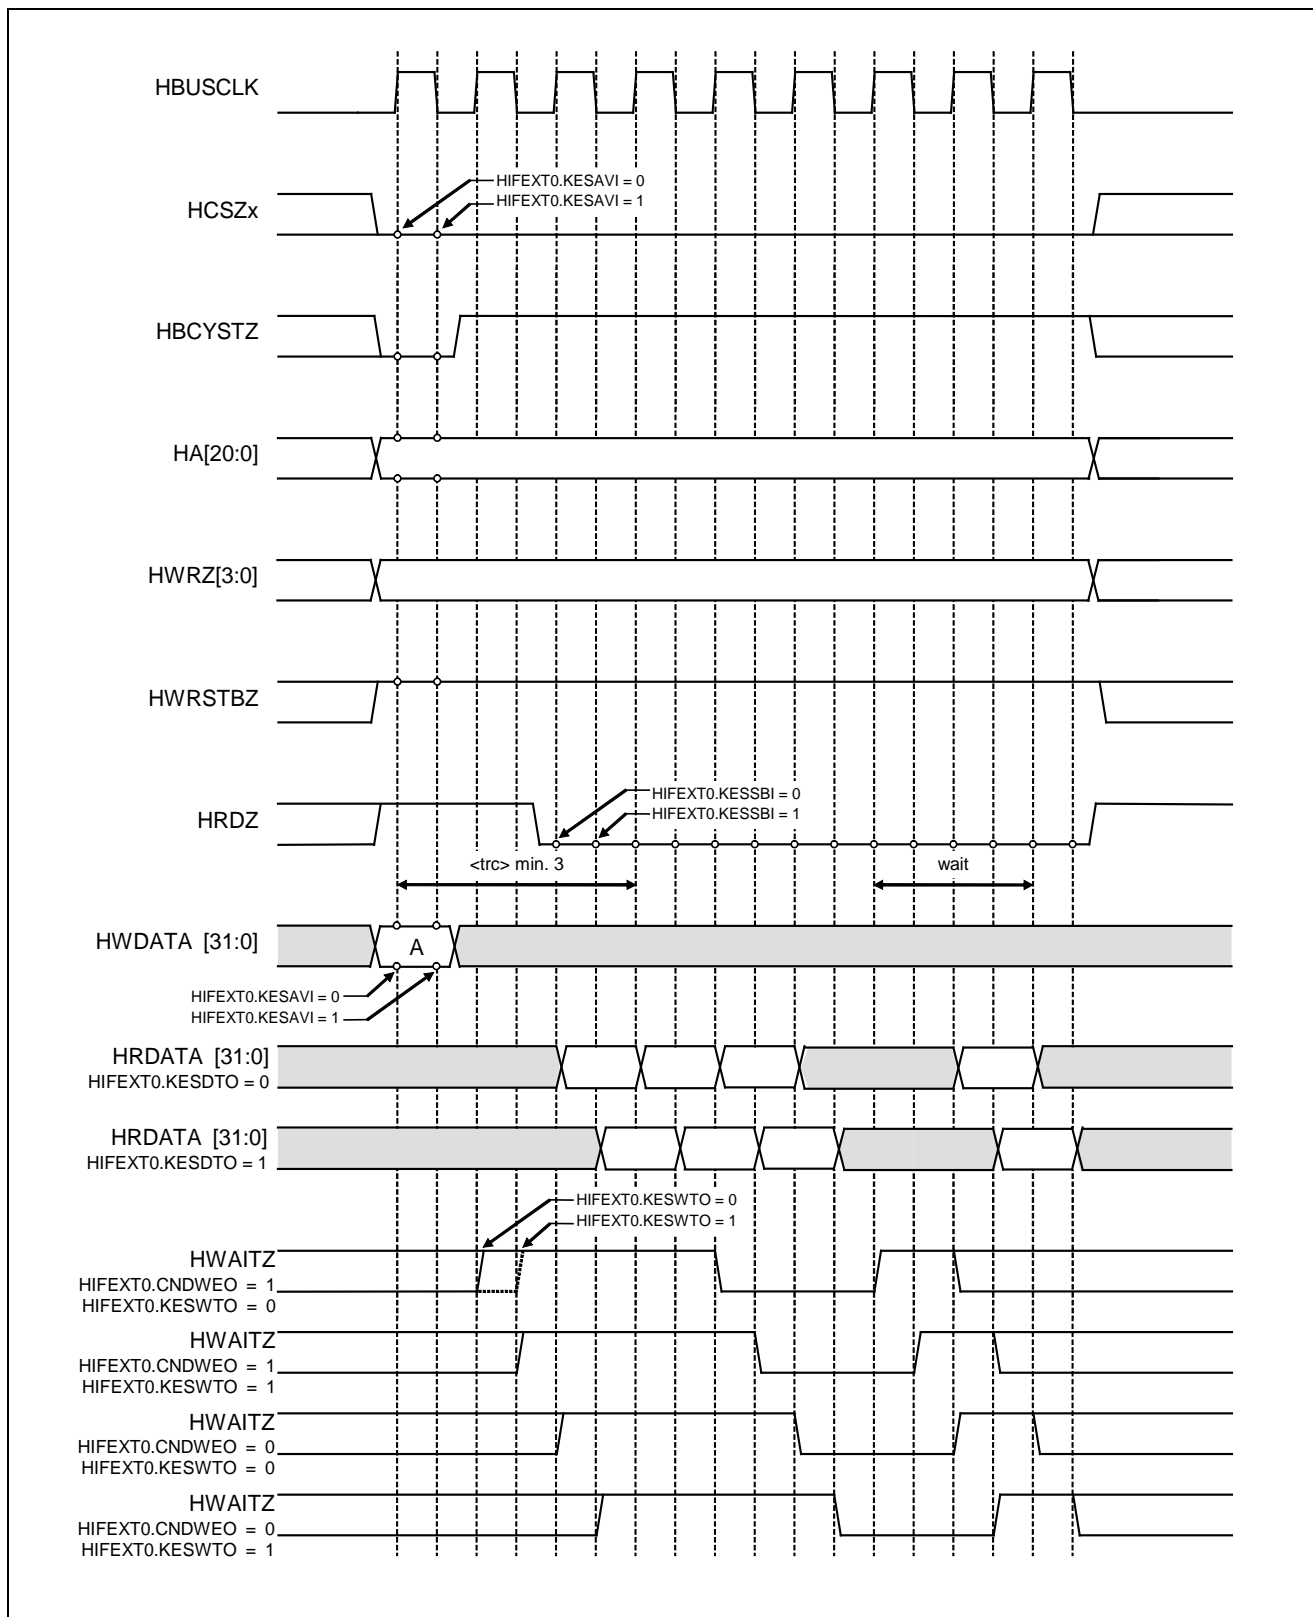 HBUSCLK
HIFEXT0.KESAVI = 0
HIFEXT0.KESAVI = 1
HCSZx
HBCYSTZ
HA[20:0]
HWRZ[3:0]
HWRSTBZ
HIFEXT0.KESSBI = 0
HIFEXT0.KESSBI = 1
HRDZ
<trc> min. 3
wait
HWDATA [31:0]
A
HIFEXT0.KESAVI = 0
HIFEXT0.KESAVI = 1
HRDATA [31:0]
HIFEXT0.KESDTO = 0
HRDATA [31:0]
HIFEXT0.KESDTO = 1
HIFEXT0.KESWTO = 0
HIFEXT0.KESWTO = 1
HWAITZ
HIFEXT0.CNDWEO = 1
HIFEXT0.KESWTO = 0
HWAITZ
HIFEXT0.CNDWEO = 1
HIFEXT0.KESWTO = 1
HWAITZ
HIFEXT0.CNDWEO = 0
HIFEXT0.KESWTO = 0
HWAITZ
HIFEXT0.CNDWEO = 0
HIFEXT0.KESWTO = 1